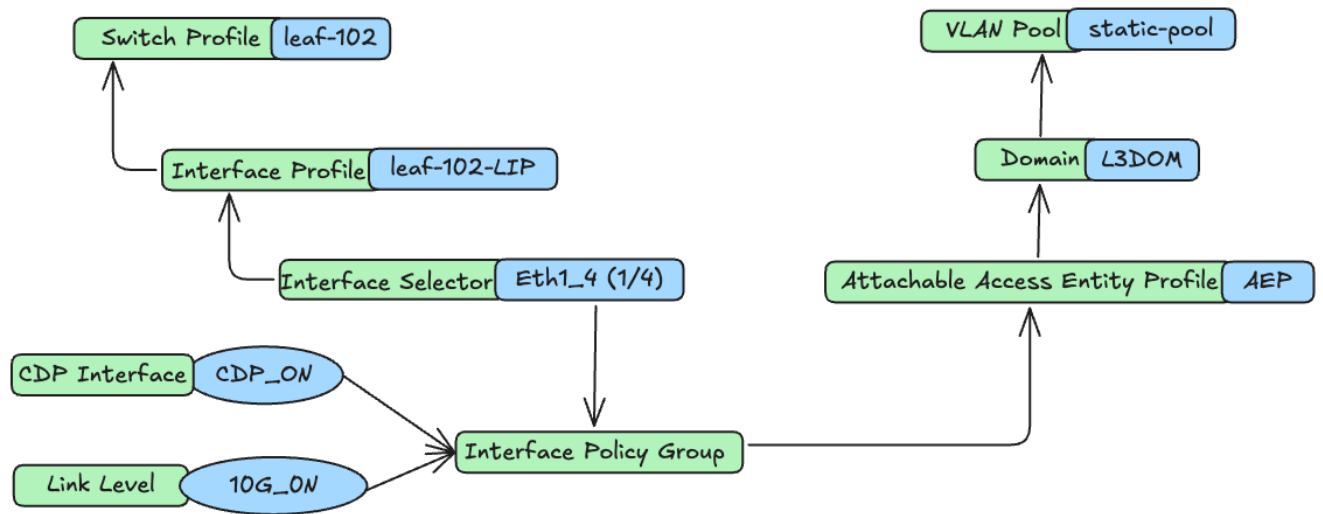 Switch Profile leaf-102
VLAN Pool static-pool
Interface Profile leaf-102-LIP
Domain L3DOM
Interface Selector Eth1_4 (1/4)
Attachable Access Entity Profile AEP
CDP Interface CDP_ON
Interface Policy Group
Link Level 10G_ON